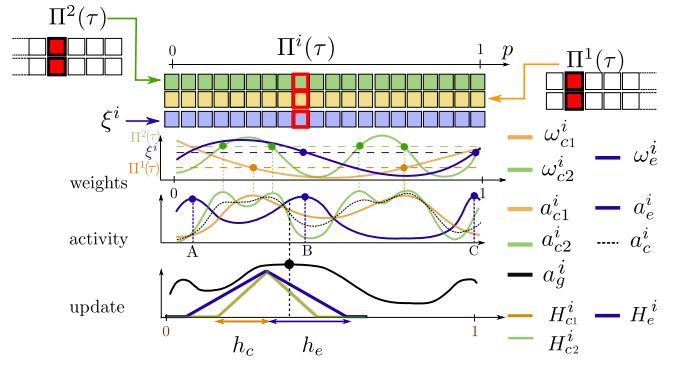 Π²(τ)
0 Πⁱ(τ) 1 p
Π¹(τ)
ξⁱ
Π²(τ)
ξⁱ
Π¹(τ)
weights
0 1
activity
A B C
update
0 1
h_c h_e
ω^i_{c1}
ω^i_{c2} ω^i_e
a^i_{c1} a^i_e
a^i_{c2} a^i_c
a^i_g
H^i_{c1} H^i_e
H^i_{c2}